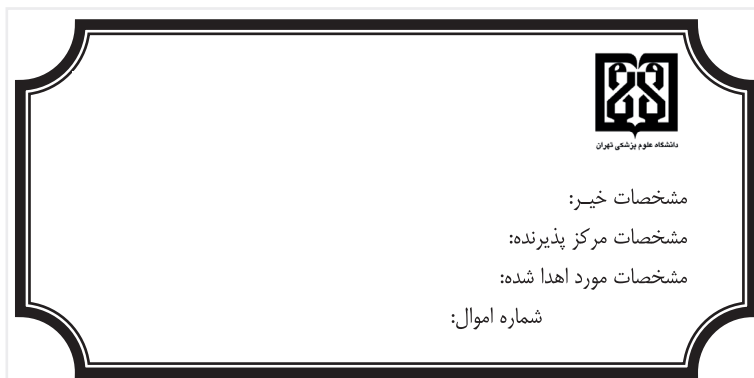 دانشگاه علوم پزشکی تهران
مشخصات خیـر:
مشخصات مرکز پذیرنده:
مشخصات مورد اهدا شده:
شماره اموال: